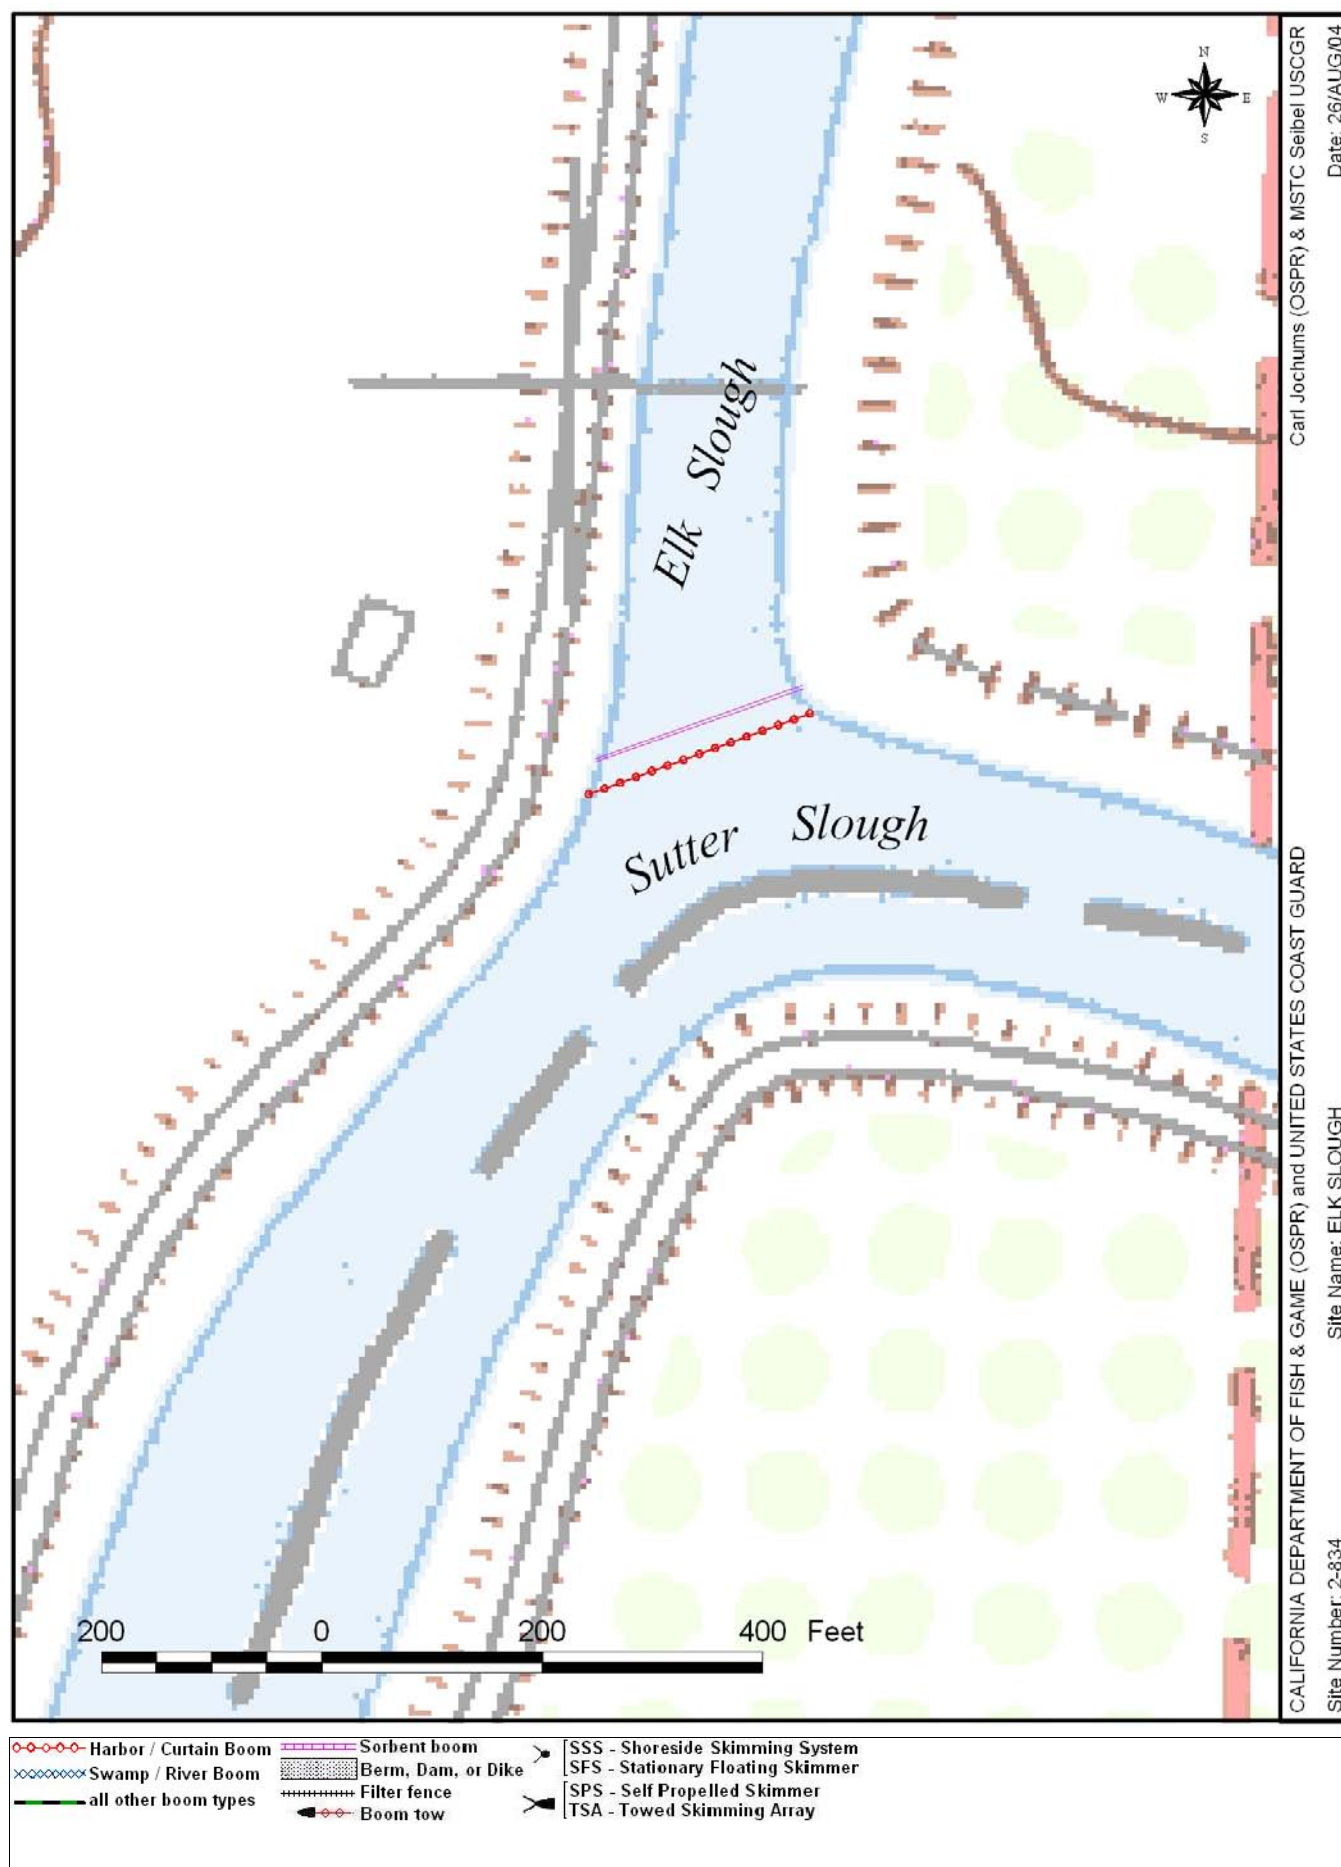 N
W E
S
Elk Slough
Sutter Slough
200 0 200 400 Feet
CALIFORNIA DEPARTMENT OF FISH & GAME (OSPR) and UNITED STATES COAST GUARD Carl Jochums (OSPR) & MSTC Seibel USCGR
Site Number: 2-834 Site Name: ELK SLOUGH Date: 26/AUG/04
Harbor / Curtain Boom
Swamp / River Boom
all other boom types
Sorbent boom
Berm, Dam, or Dike
Filter fence
Boom tow
SSS - Shoreside Skimming System
SFS - Stationary Floating Skimmer
SPS - Self Propelled Skimmer
TSA - Towed Skimming Array